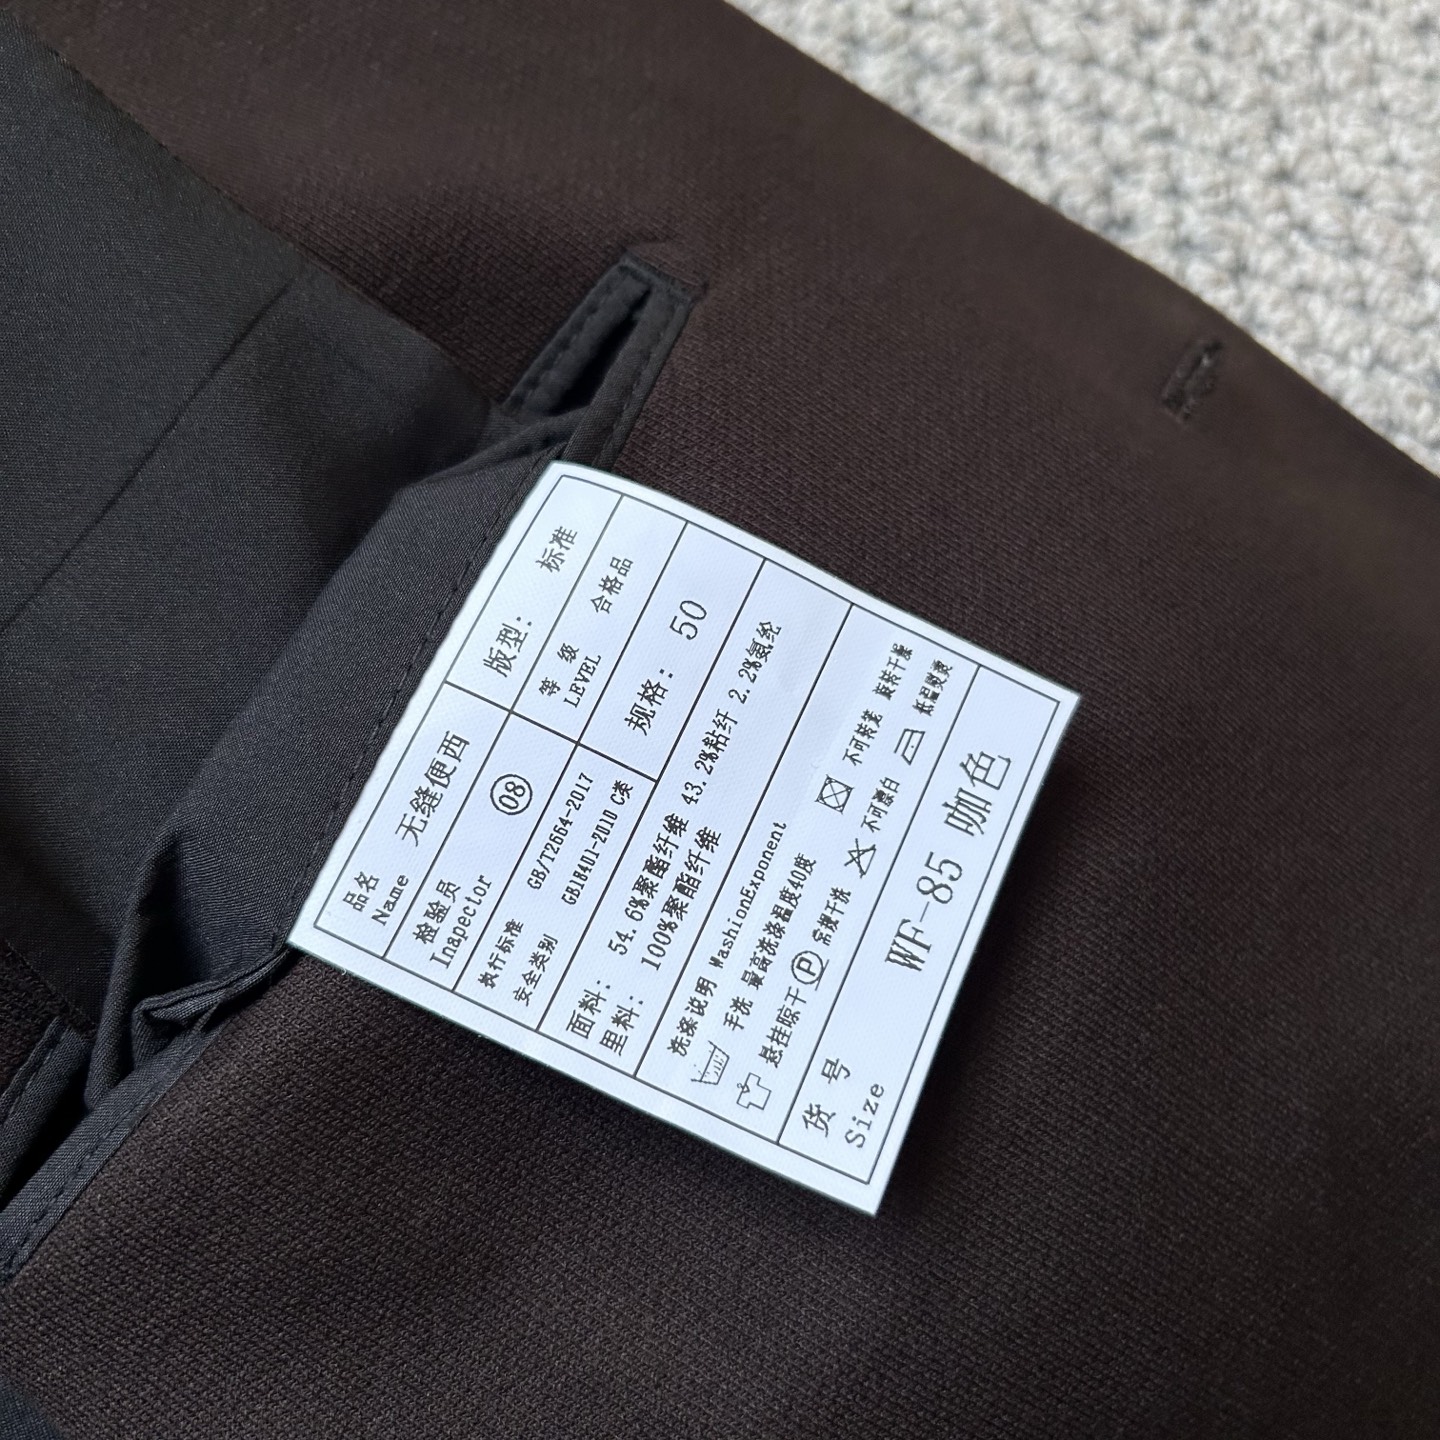 品名 无缝便西 版型: 标准
Name
检验员 08 等级 合格品
Inapector LEVEL
执行标准 GB/T2664-2017 规格: 50
安全类别 GB18401-2010 C类
面料: 54.6%聚酯纤维 43.2%粘纤 2.2%氨纶
里料: 100%聚酯纤维
洗涤说明 WashionExponent
手洗 最高洗涤温度40度 不可转笼 旋转干燥
悬挂晾干 P 常规干洗 不可漂白 低温熨烫
货号 WF-85 咖色
Size